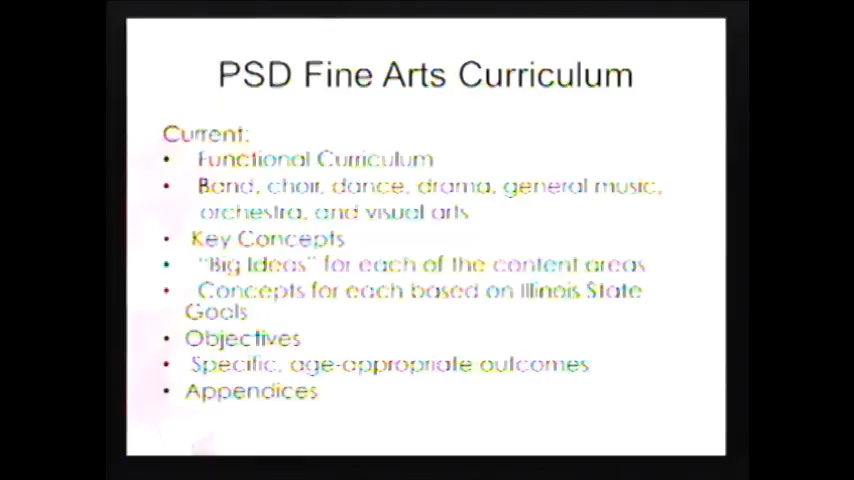 PSD Fine Arts Curriculum
Current:
• Functional Curriculum
• Band, choir, dance, drama, general music,
orchestra, and visual arts
• Key Concepts
• “Big Ideas” for each of the content areas
• Concepts for each based on Illinois State
Goals
• Objectives
• Specific, age-appropriate outcomes
• Appendices